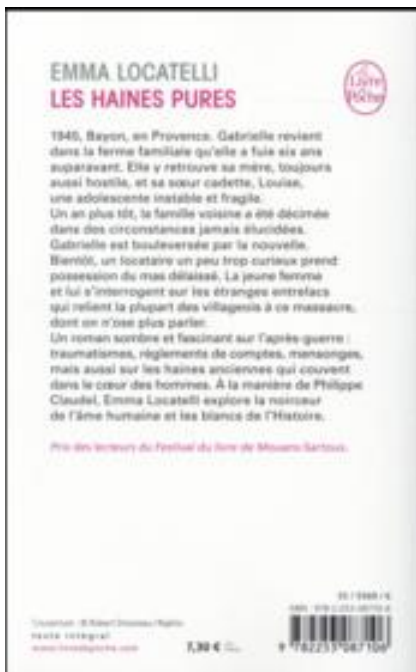 EMMA LOCATELLI
LES HAINES PURES
Le Livre
de Poche
1945, Bayon, en Provence. Gabrielle revient
dans la ferme familiale qu'elle a fuie six ans
auparavant. Elle y retrouve sa mère, toujours
aussi hostile, et sa sœur cadette, Louise,
une adolescente instable et fragile.
Un an plus tôt, la famille voisine a été décimée
dans des circonstances jamais élucidées.
Gabrielle est bouleversée par la nouvelle.
Bientôt, un locataire un peu trop curieux prend
possession du mas délaissé. La jeune femme
et lui s'interrogent sur les étranges entrelacs
qui relient la plupart des villageois à ce massacre,
dont on n'ose plus parler.
Un roman sombre et fascinant sur l'après-guerre :
traumatismes, règlements de comptes, mensonges,
mais aussi sur les haines anciennes qui couvent
dans le cœur des hommes. À la manière de Philippe
Claudel, Emma Locatelli explore la noirceur
de l'âme humaine et les blancs de l'Histoire.
Prix des lecteurs du Festival du livre de Mouans-Sartoux.
texte intégral
www.livredepoche.com
7,30 €
9 782253 087106